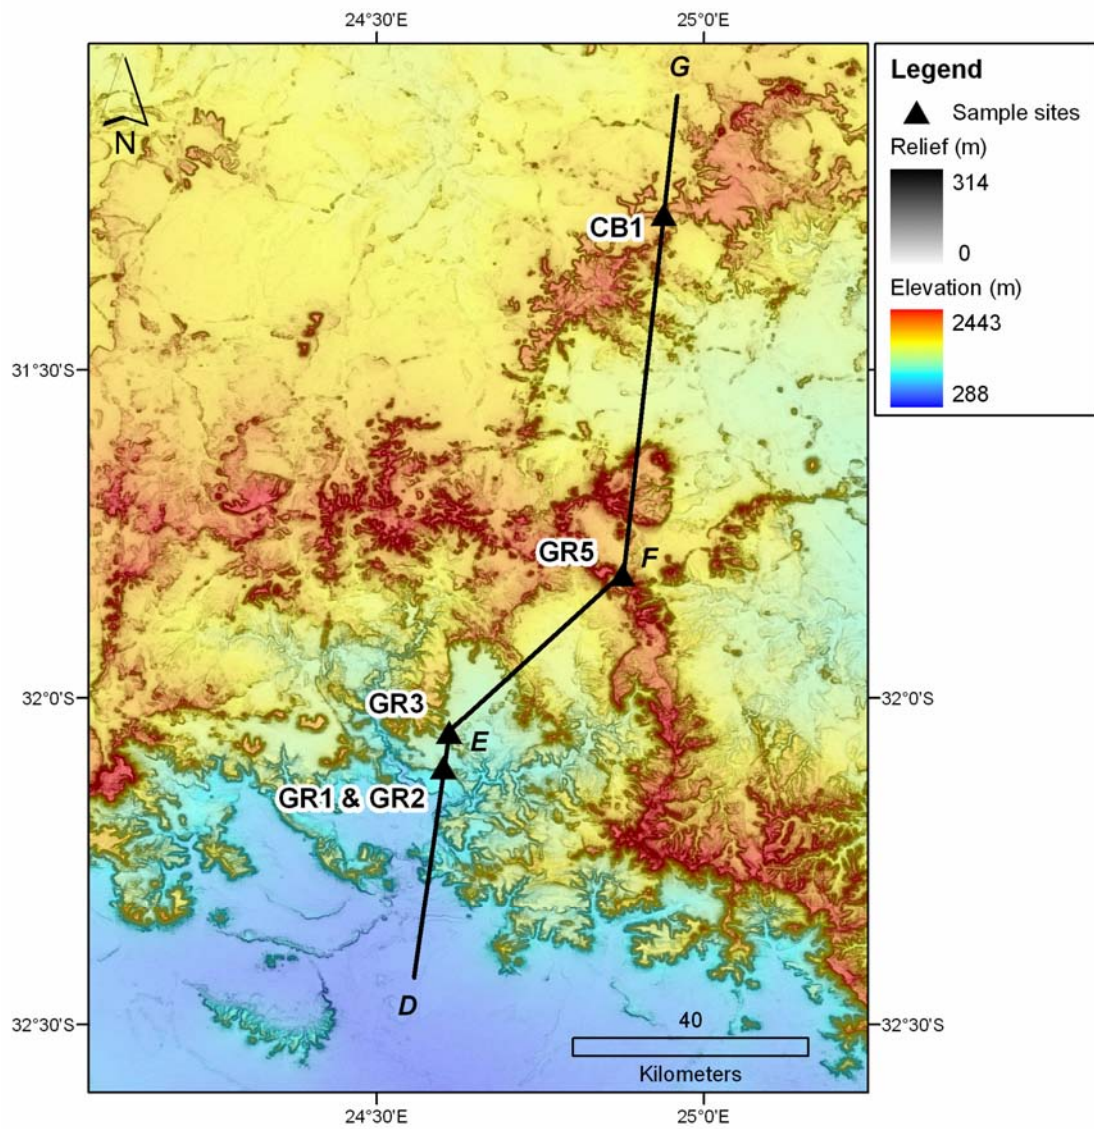 24°30'E 25°0'E
G
Legend
Sample sites
N
Relief (m)
314
CB1
0
Elevation (m)
2443
31°30'S
288
GR5 F
32°0'S 32°0'S
GR3
E
GR1 & GR2
D
32°30'S 40 32°30'S
Kilometers
24°30'E 25°0'E